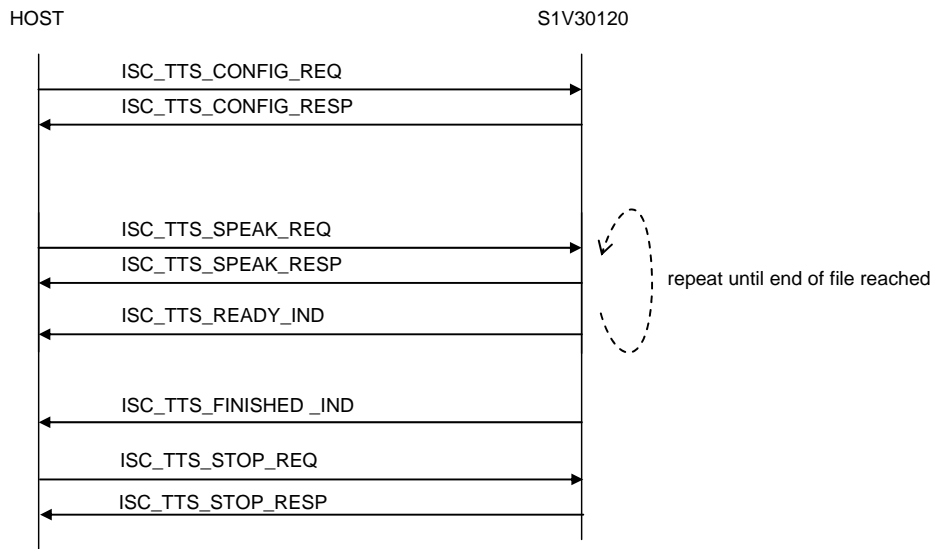 HOST
S1V30120
ISC_TTS_CONFIG_REQ
ISC_TTS_CONFIG_RESP
ISC_TTS_SPEAK_REQ
ISC_TTS_SPEAK_RESP
repeat until end of file reached
ISC_TTS_READY_IND
ISC_TTS_FINISHED _IND
ISC_TTS_STOP_REQ
ISC_TTS_STOP_RESP